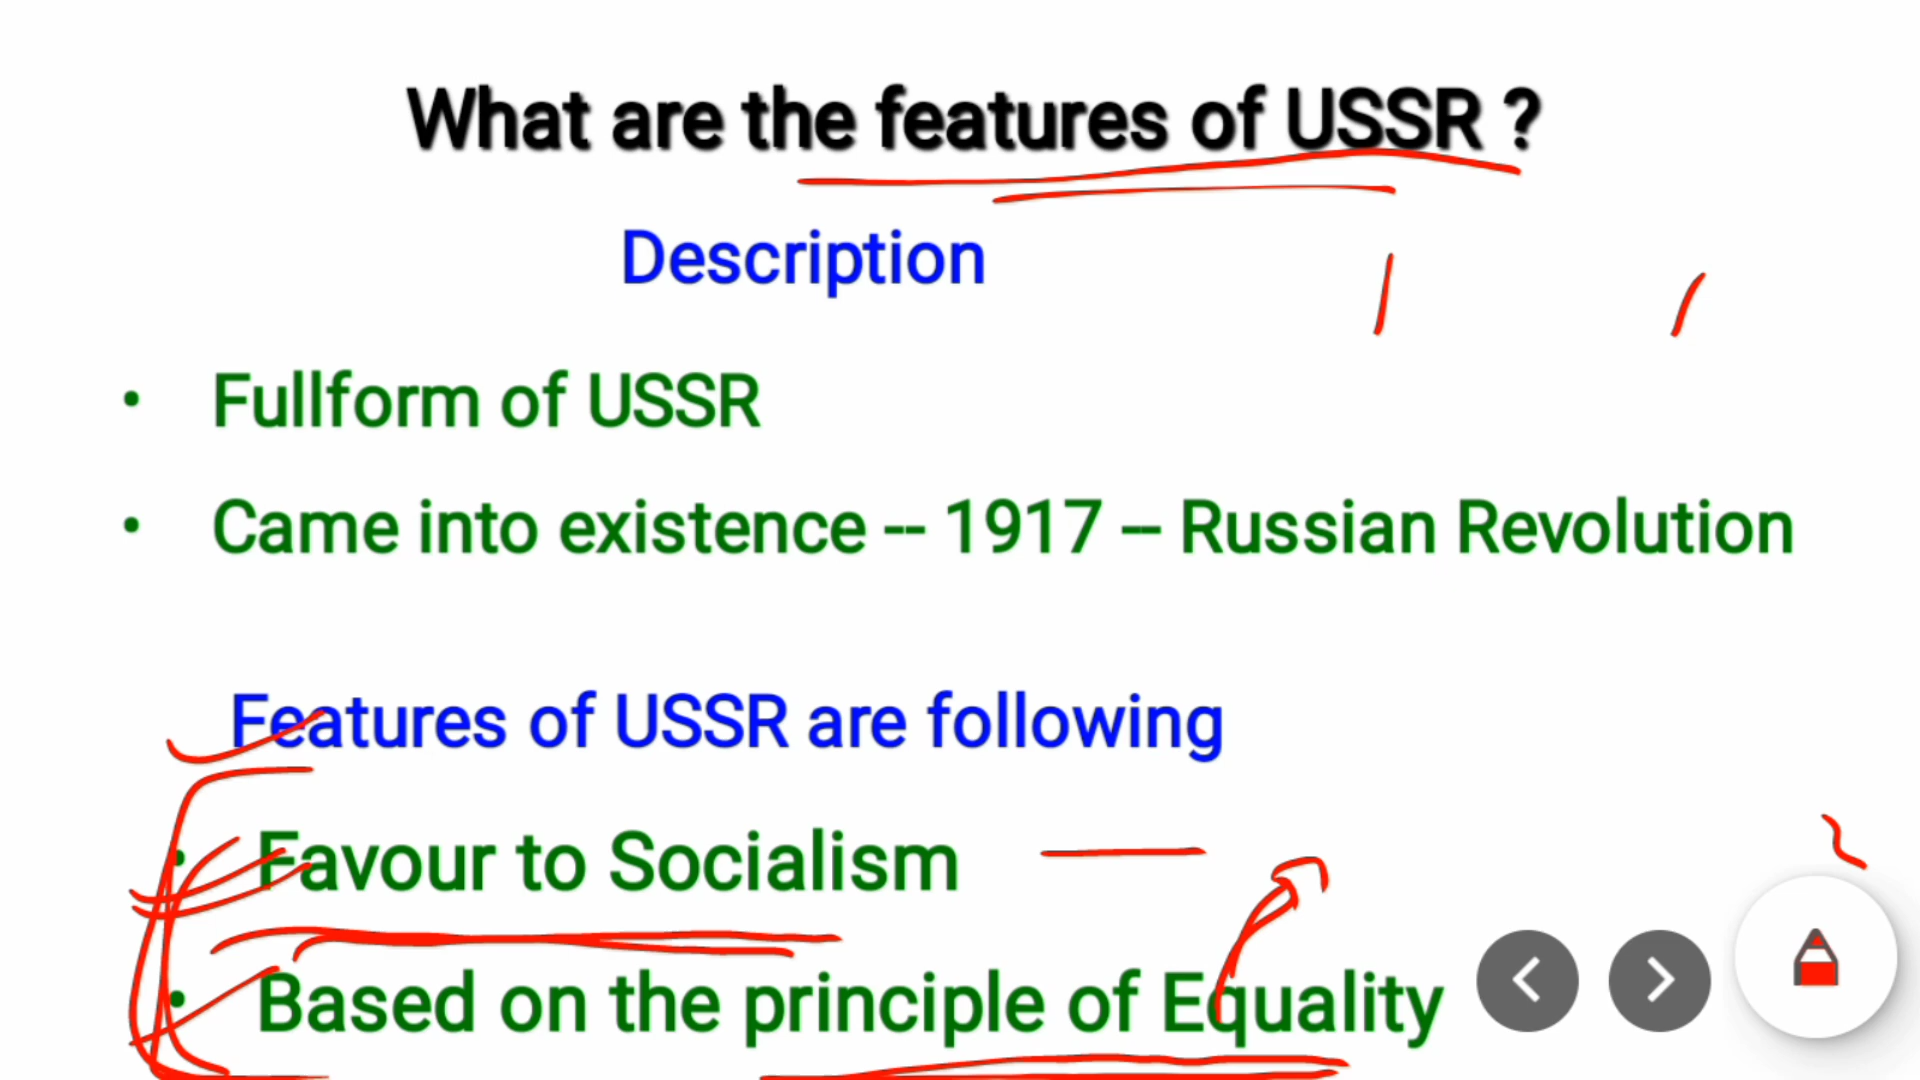 What are the features of USSR ?
Description
• Fullform of USSR
• Came into existence -- 1917 -- Russian Revolution
Features of USSR are following
• Favour to Socialism
• Based on the principle of Equality